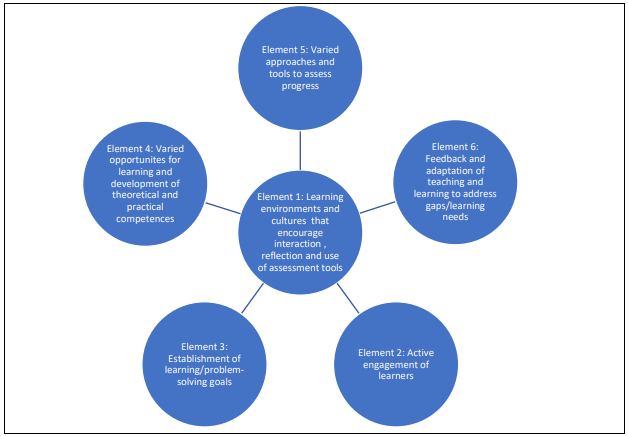 Element 5: Varied
approaches and
tools to assess
progress
Element 4: Varied
opportunites for
learning and
development of
theoretical and
practical
competences
Element 6:
Feedback and
adaptation of
teaching and
learning to address
gaps/learning
needs
Element 1: Learning
environments and
cultures that
encourage
interaction ,
reflection and use
of assessment tools
Element 3:
Establishment of
learning/problem-
solving goals
Element 2: Active
engagement of
learners